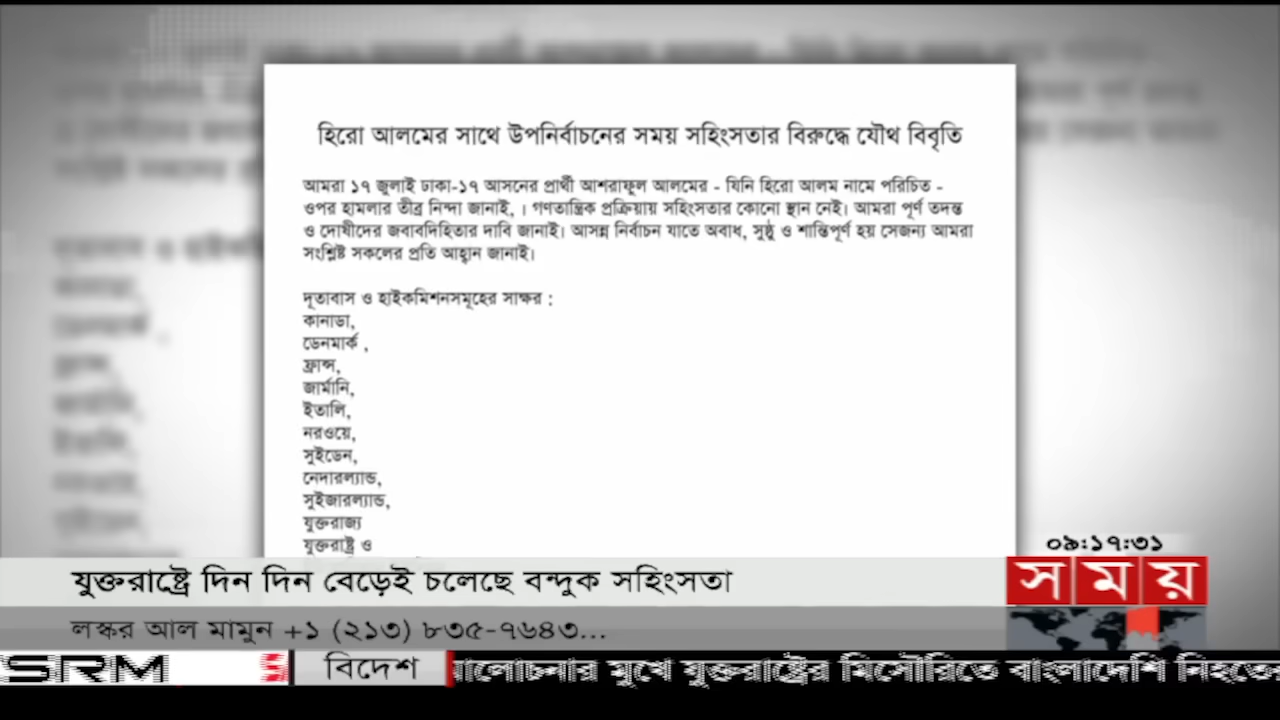 হিরো আলমের সাথে উপনির্বাচনের সময় সহিংসতার বিরুদ্ধে যৌথ বিবৃতি
আমরা ১৭ জুলাই ঢাকা-১৭ আসনের প্রার্থী আশরাফুল আলমের - যিনি হিরো আলম নামে পরিচিত -
ওপর হামলার তীব্র নিন্দা জানাই, । গণতান্ত্রিক প্রক্রিয়ায় সহিংসতার কোনো স্থান নেই। আমরা পূর্ণ তদন্ত
ও দোষীদের জবাবদিহিতার দাবি জানাই। আসন্ন নির্বাচন যাতে অবাধ, সুষ্ঠু ও শান্তিপূর্ণ হয় সেজন্য আমরা
সংশ্লিষ্ট সকলের প্রতি আহ্বান জানাই।
দূতাবাস ও হাইকমিশনসমূহের সাক্ষর :
কানাডা,
ডেনমার্ক ,
ফ্রান্স,
জার্মানি,
ইতালি,
নরওয়ে,
সুইডেন,
নেদারল্যান্ড,
সুইজারল্যান্ড,
যুক্তরাজ্য
যুক্তরাষ্ট্র ও
০৯:১৭:৩১
সময়
যুক্তরাষ্ট্রে দিন দিন বেড়েই চলেছে বন্দুক সহিংসতা
লস্কর আল মামুন +১ (২১৩) ৮৩৫-৭৬৪৩...
SRM বিদেশ মুখে যুক্তরাষ্ট্রের মিসৌরিতে বাংলাদেশি